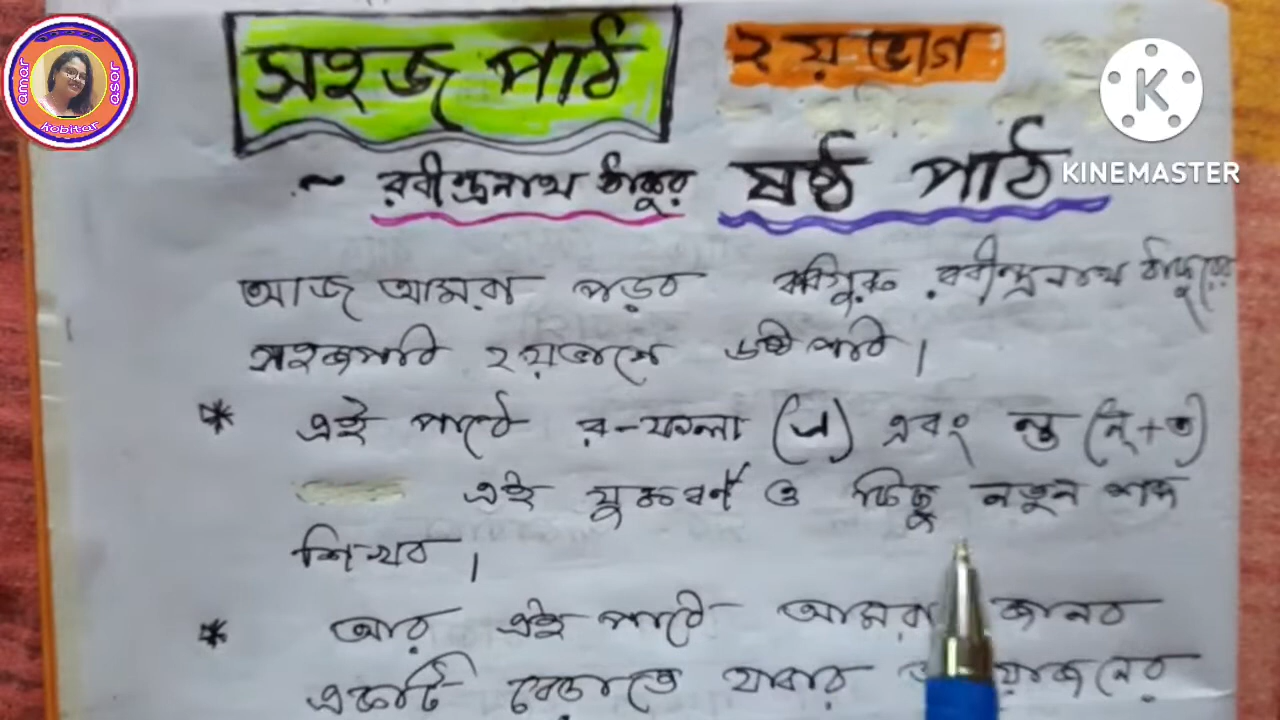 amar kobitar asor
সহজ পাঠ ২য় ভাগ
K
KINEMASTER
~ রবীন্দ্রনাথ ঠাকুর ষষ্ঠ পাঠ
আজ আমরা পড়ব কবিগুরু রবীন্দ্রনাথ ঠাকুরের
সহজপাঠ ২য়ভাগে ৬ষ্ঠ পাঠ।
* এই পাঠে র-ফলা (্র) এবং ন্ত (ন্+ত)
এই যুক্তবর্ণ ও কিছু নতুন শব্দ
শিখব।
* আর এই পাঠে আমরা জানব
একটি বেড়াতে যাবার